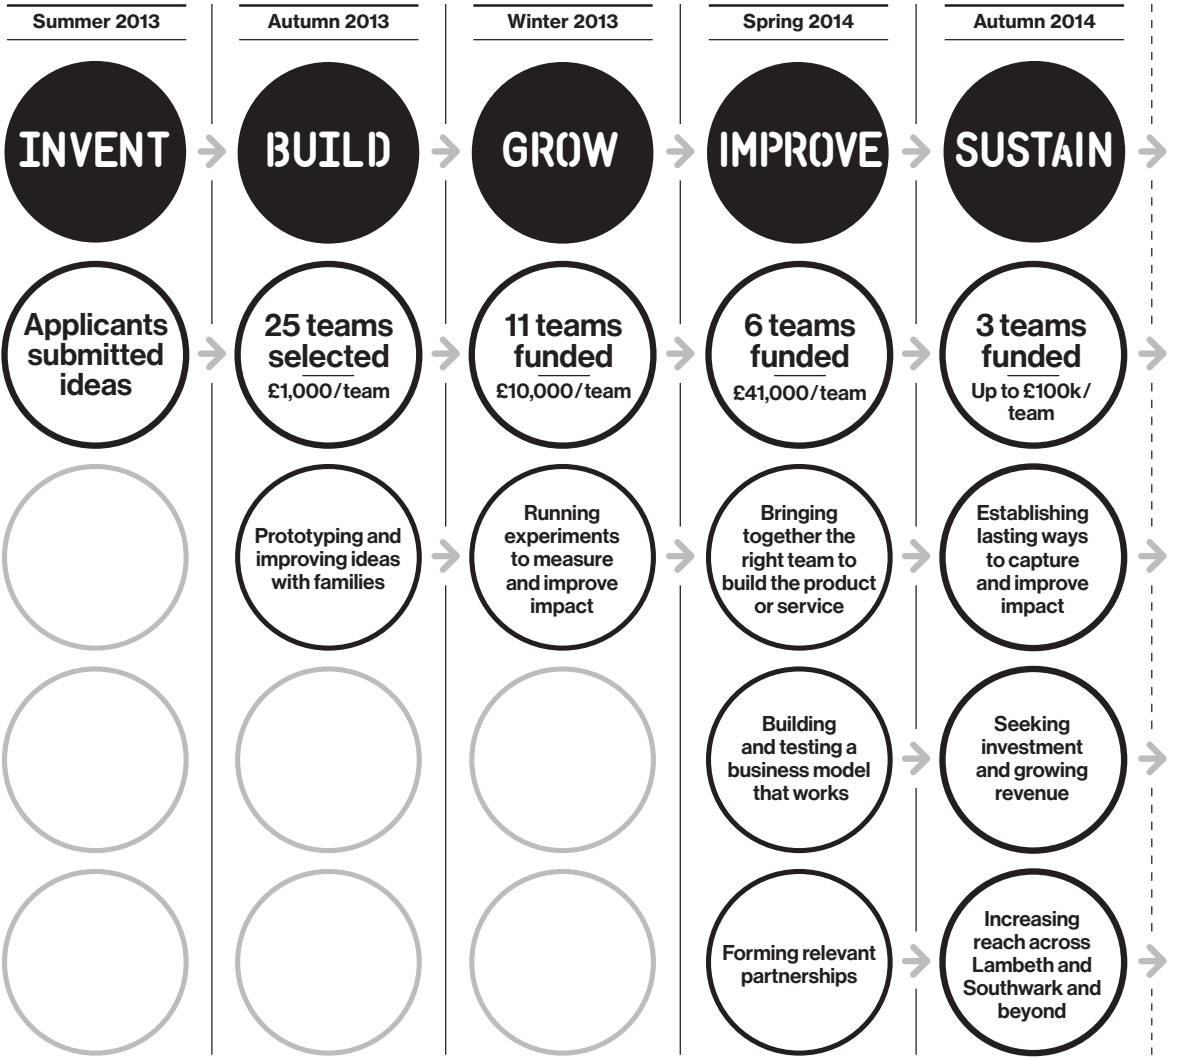 Summer 2013
Autumn 2013
Winter 2013
Spring 2014
Autumn 2014
INVENT
BUILD
GROW
IMPROVE
SUSTAIN
Applicants
submitted
ideas
25 teams
selected
£1,000/team
11 teams
funded
£10,000/team
6 teams
funded
£41,000/team
3 teams
funded
Up to £100k/
team
Prototyping and
improving ideas
with families
Running
experiments
to measure
and improve
impact
Bringing
together the
right team to
build the product
or service
Establishing
lasting ways
to capture
and improve
impact
Building
and testing a
business model
that works
Seeking
investment
and growing
revenue
Forming relevant
partnerships
Increasing
reach across
Lambeth and
Southwark and
beyond